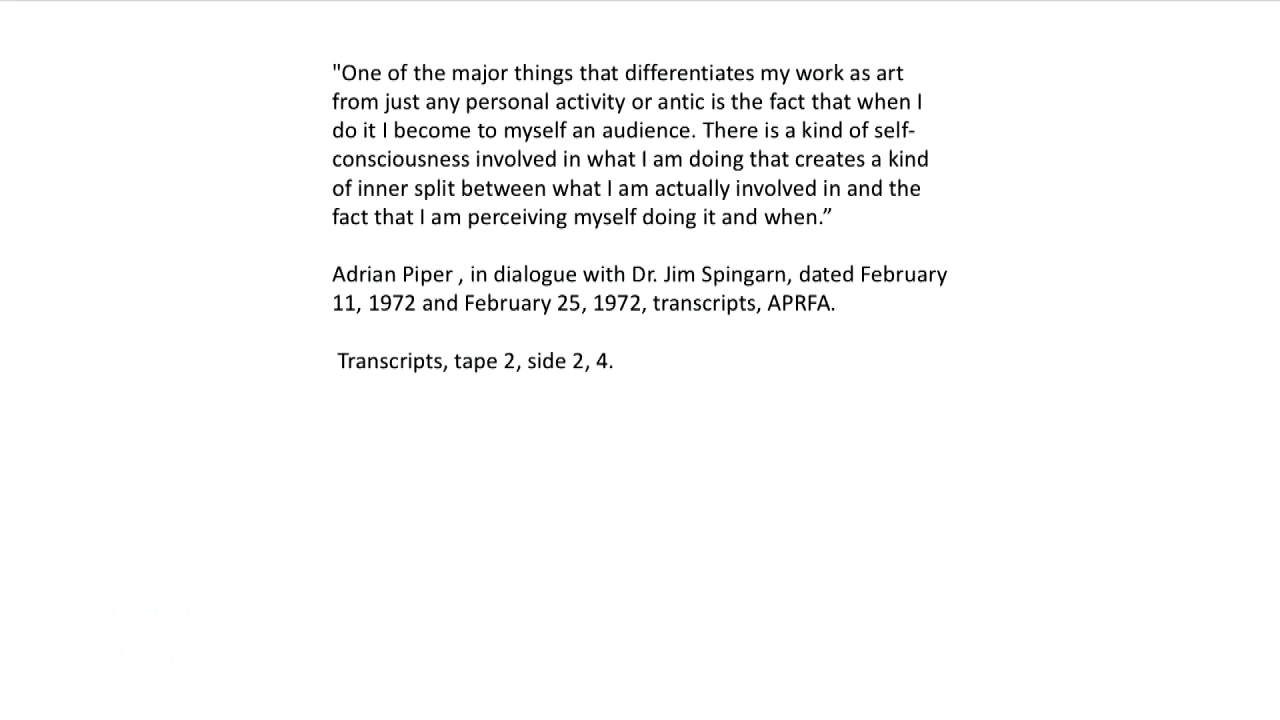 "One of the major things that differentiates my work as art
from just any personal activity or antic is the fact that when I
do it I become to myself an audience. There is a kind of self-
consciousness involved in what I am doing that creates a kind
of inner split between what I am actually involved in and the
fact that I am perceiving myself doing it and when.”
Adrian Piper , in dialogue with Dr. Jim Spingarn, dated February
11, 1972 and February 25, 1972, transcripts, APRFA.
Transcripts, tape 2, side 2, 4.